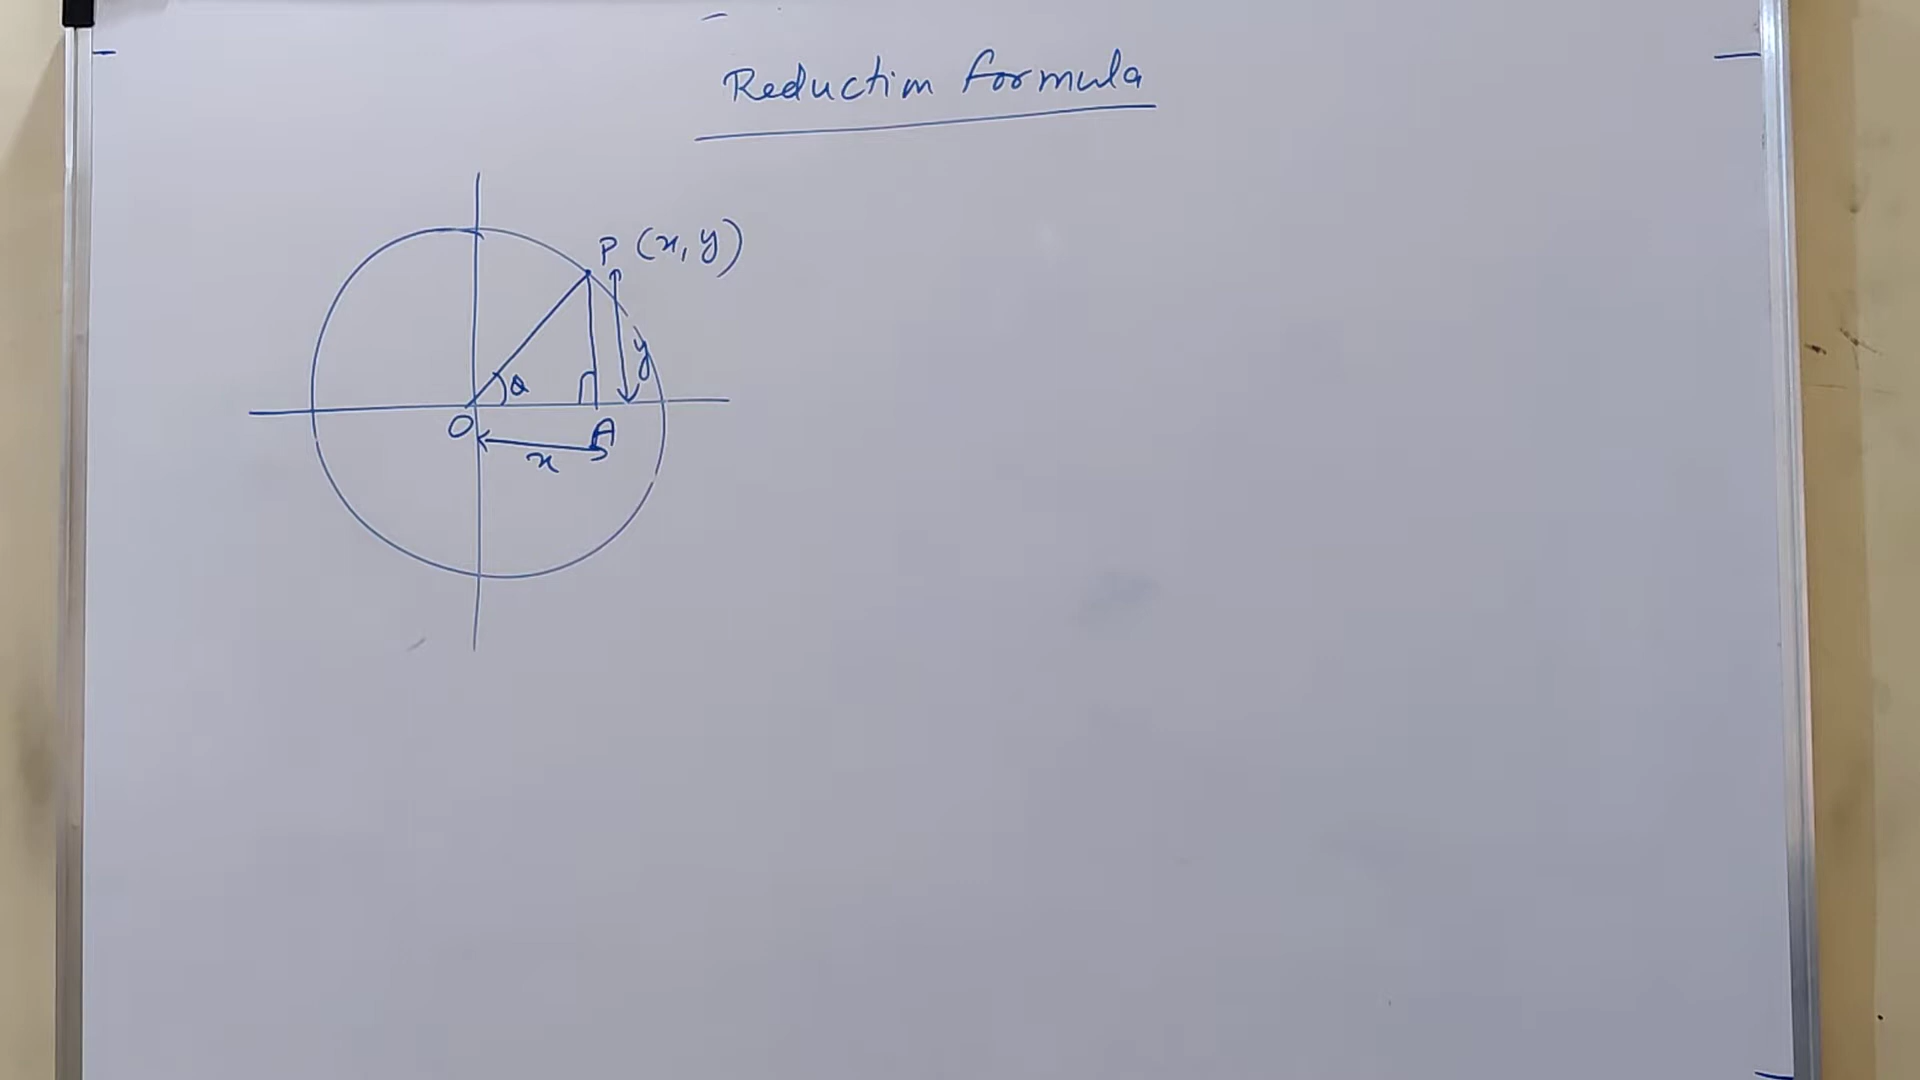 Reduction formula
P (x, y)
y
θ
O
A
x